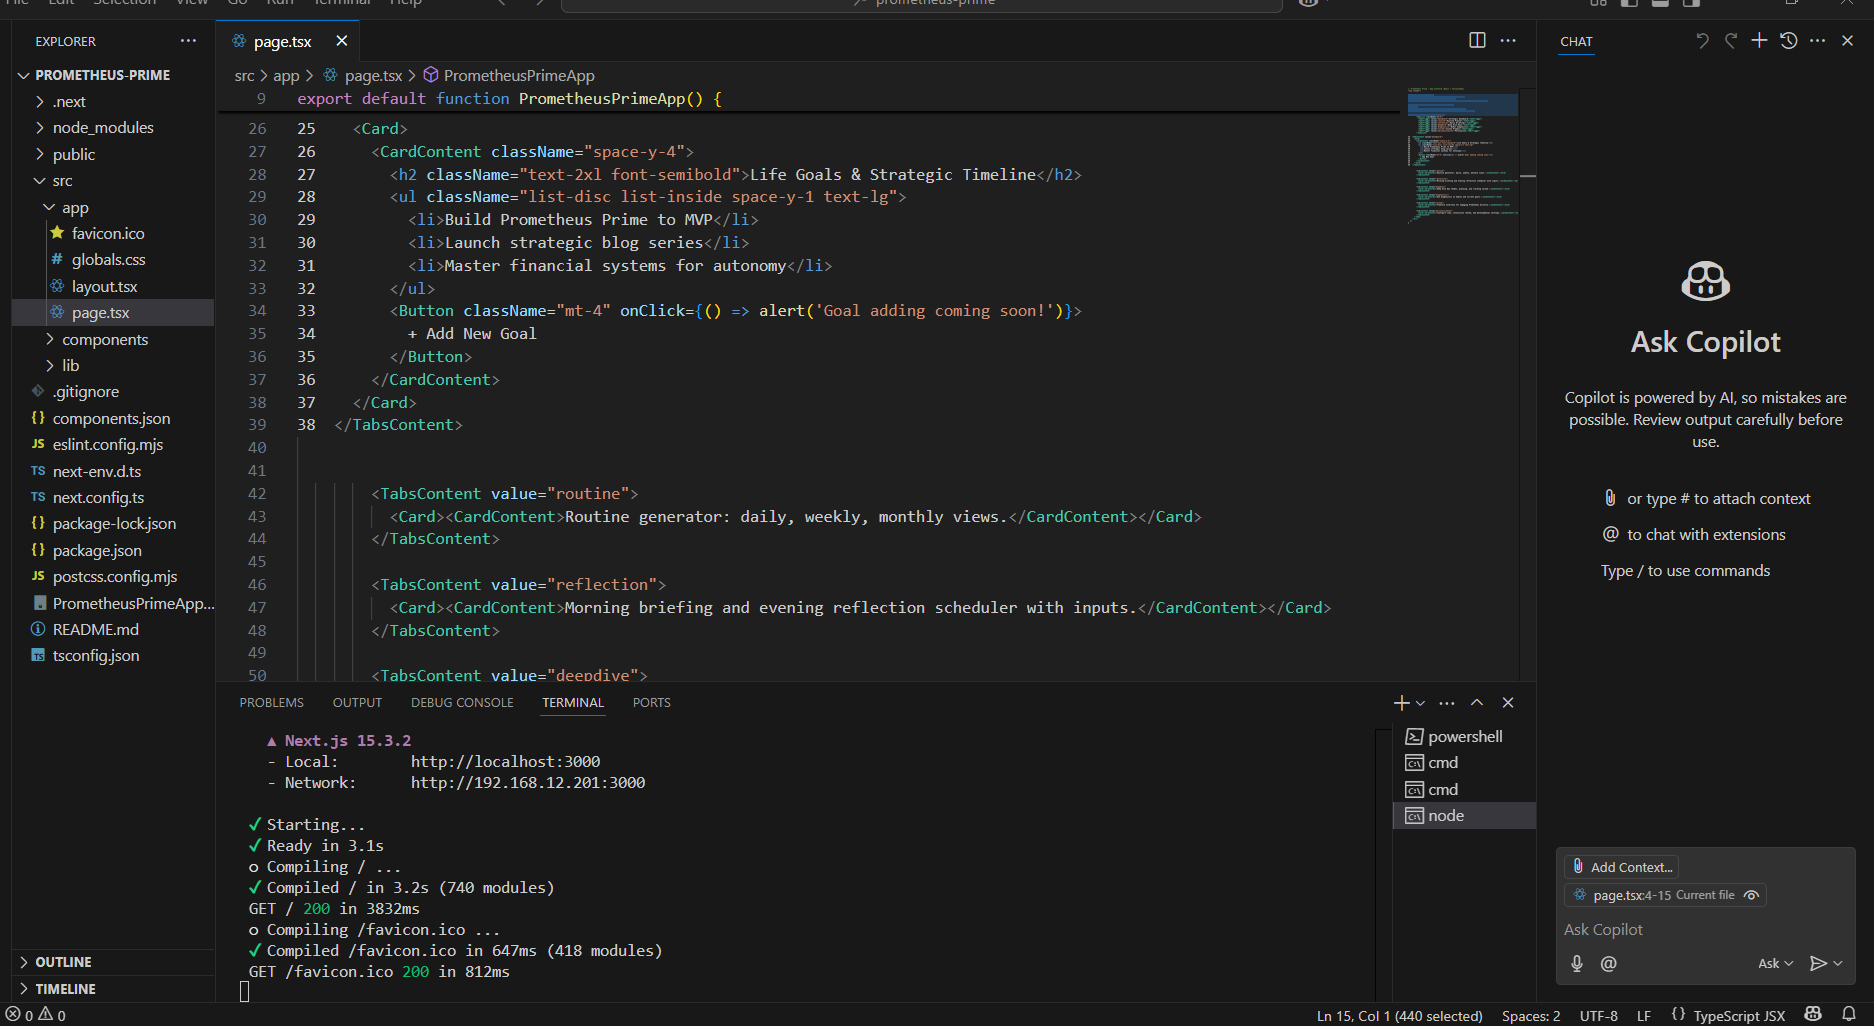 File Edit Selection View Go Run Terminal Help
prometheus-prime
EXPLORER
PROMETHEUS-PRIME
.next
node_modules
public
src
app
favicon.ico
# globals.css
layout.tsx
page.tsx
components
lib
.gitignore
{} components.json
JS eslint.config.mjs
TS next-env.d.ts
TS next.config.ts
{} package-lock.json
{} package.json
JS postcss.config.mjs
PrometheusPrimeApp...
README.md
TS tsconfig.json
OUTLINE
TIMELINE
page.tsx
src > app > page.tsx > PrometheusPrimeApp
9 export default function PrometheusPrimeApp() {
26 25 <Card>
27 26 <CardContent className="space-y-4">
28 27 <h2 className="text-2xl font-semibold">Life Goals & Strategic Timeline</h2>
29 28 <ul className="list-disc list-inside space-y-1 text-lg">
30 29 <li>Build Prometheus Prime to MVP</li>
31 30 <li>Launch strategic blog series</li>
32 31 <li>Master financial systems for autonomy</li>
33 32 </ul>
34 33 <Button className="mt-4" onClick={() => alert('Goal adding coming soon!')}>
35 34 + Add New Goal
36 35 </Button>
37 36 </CardContent>
38 37 </Card>
39 38 </TabsContent>
40
41
42 <TabsContent value="routine">
43 <Card><CardContent>Routine generator: daily, weekly, monthly views.</CardContent></Card>
44 </TabsContent>
45
46 <TabsContent value="reflection">
47 <Card><CardContent>Morning briefing and evening reflection scheduler with inputs.</CardContent></Card>
48 </TabsContent>
49
50 <TabsContent value="deepdive">
PROBLEMS OUTPUT DEBUG CONSOLE TERMINAL PORTS
▲ Next.js 15.3.2
- Local: http://localhost:3000
- Network: http://192.168.12.201:3000
✓ Starting...
✓ Ready in 3.1s
○ Compiling / ...
✓ Compiled / in 3.2s (740 modules)
GET / 200 in 3832ms
○ Compiling /favicon.ico ...
✓ Compiled /favicon.ico in 647ms (418 modules)
GET /favicon.ico 200 in 812ms
powershell
cmd
cmd
node
CHAT
Ask Copilot
Copilot is powered by AI, so mistakes are
possible. Review output carefully before
use.
or type # to attach context
@ to chat with extensions
Type / to use commands
Add Context...
page.tsx:4-15 Current file
Ask Copilot
@ Ask
0 0 Ln 15, Col 1 (440 selected) Spaces: 2 UTF-8 LF {} TypeScript JSX